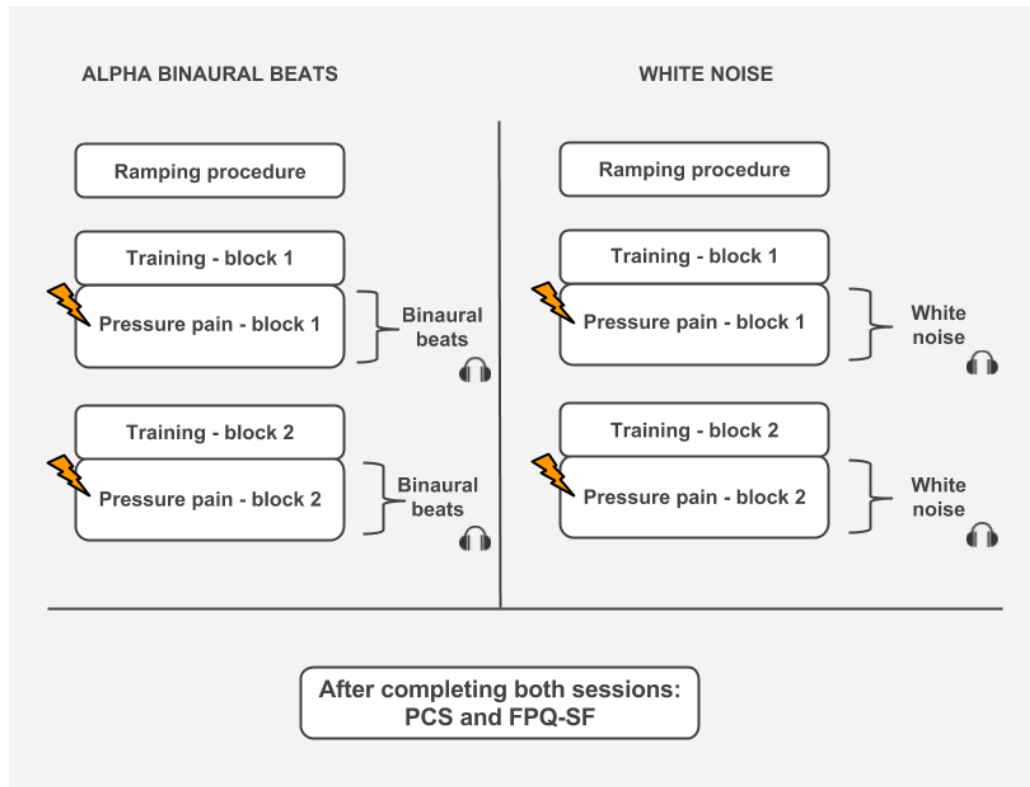 ALPHA BINAURAL BEATS
Ramping procedure
Training - block 1
Pressure pain - block 1
Binaural
beats
Training - block 2
Pressure pain - block 2
Binaural
beats
WHITE NOISE
Ramping procedure
Training - block 1
Pressure pain - block 1
White
noise
Training - block 2
Pressure pain - block 2
White
noise
After completing both sessions:
PCS and FPQ-SF